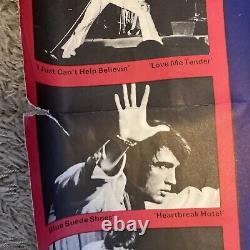 'I Just Can't Help Believin'' 'Love Me Tender'
'Blue Suede Shoes' 'Heartbreak Hotel'